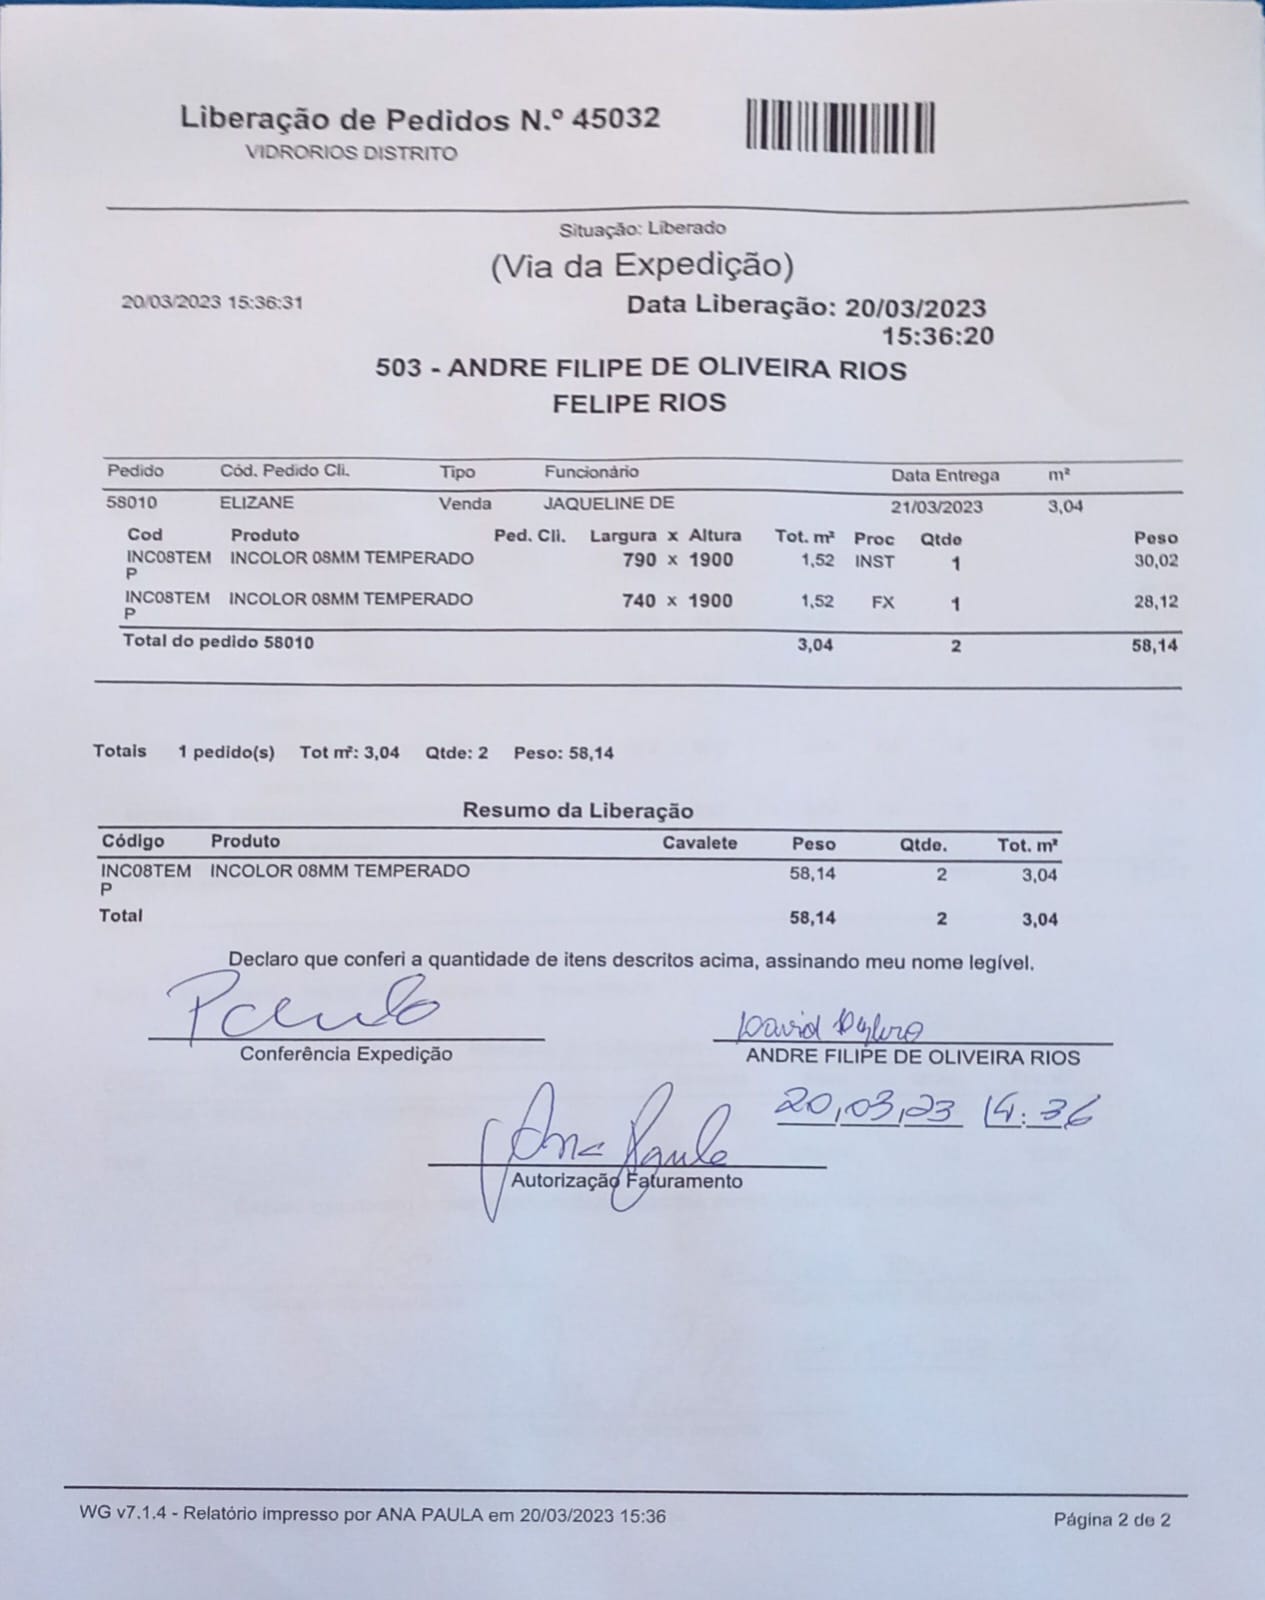 Liberação de Pedidos N.º 45032
VIDRORIOS DISTRITO
Situação: Liberado
(Via da Expedição)
20/03/2023 15:36:31
Data Liberação: 20/03/2023
15:36:20
503 - ANDRE FILIPE DE OLIVEIRA RIOS
FELIPE RIOS
Pedido Cód. Pedido Cli. Tipo Funcionário Data Entrega m²
58010 ELIZANE Venda JAQUELINE DE 21/03/2023 3,04
Cod Produto Ped. Cli. Largura x Altura Tot. m² Proc Qtde Peso
INC08TEM INCOLOR 08MM TEMPERADO 790 x 1900 1,52 INST 1 30,02
P
INC08TEM INCOLOR 08MM TEMPERADO 740 x 1900 1,52 FX 1 28,12
P
Total do pedido 58010 3,04 2 58,14
Totais 1 pedido(s) Tot m²: 3,04 Qtde: 2 Peso: 58,14
Resumo da Liberação
Código Produto Cavalete Peso Qtde. Tot. m²
INC08TEM INCOLOR 08MM TEMPERADO 58,14 2 3,04
P
Total 58,14 2 3,04
Declaro que conferi a quantidade de itens descritos acima, assinando meu nome legível.
David
Conferência Expedição
ANDRE FILIPE DE OLIVEIRA RIOS
20,03,23 14:36
Ana Paula
Autorização Faturamento
WG v7.1.4 - Relatório impresso por ANA PAULA em 20/03/2023 15:36
Página 2 de 2